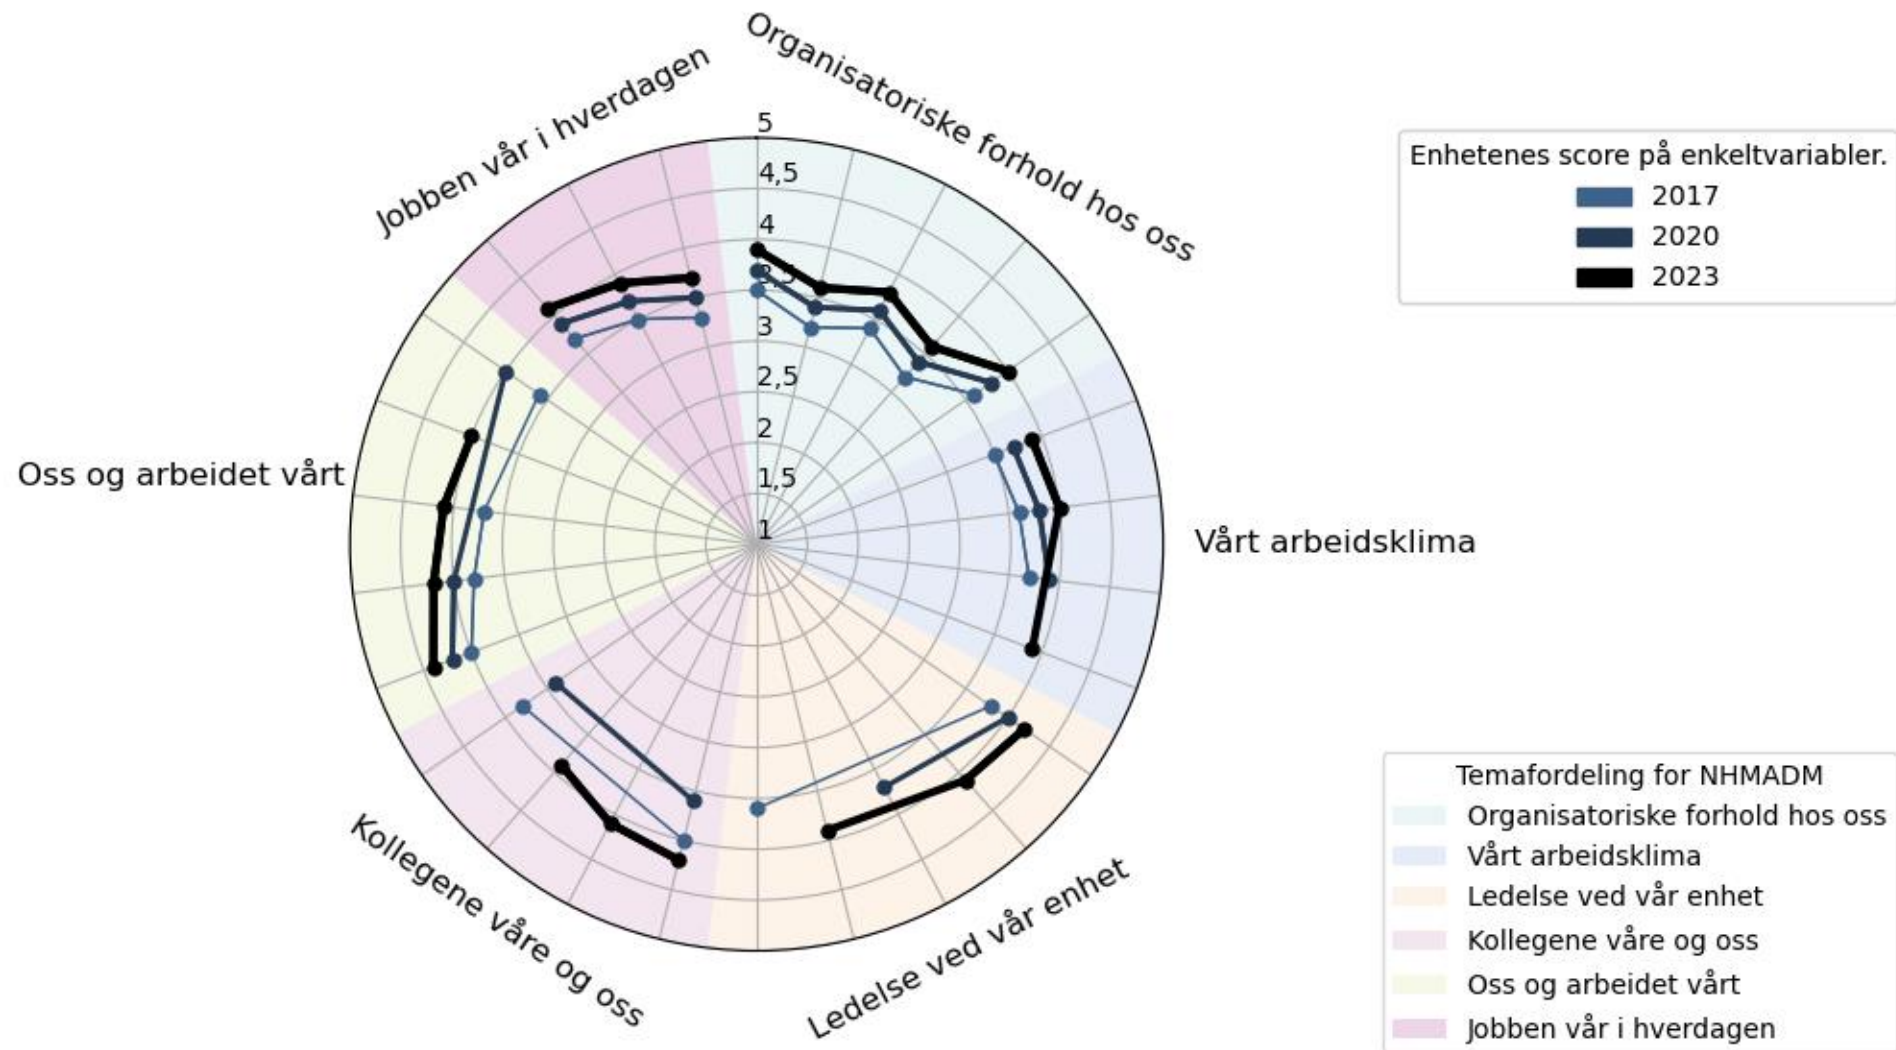 Organisatoriske forhold hos oss
Jobben vår i hverdagen
5
4,5
4
3,5
3
2,5
2
1,5
1
Oss og arbeidet vårt
Vårt arbeidsklima
Kollegene våre og oss
Ledelse ved vår enhet
Enhetenes score på enkeltvariabler.
2017
2020
2023
Temafordeling for NHMADM
Organisatoriske forhold hos oss
Vårt arbeidsklima
Ledelse ved vår enhet
Kollegene våre og oss
Oss og arbeidet vårt
Jobben vår i hverdagen